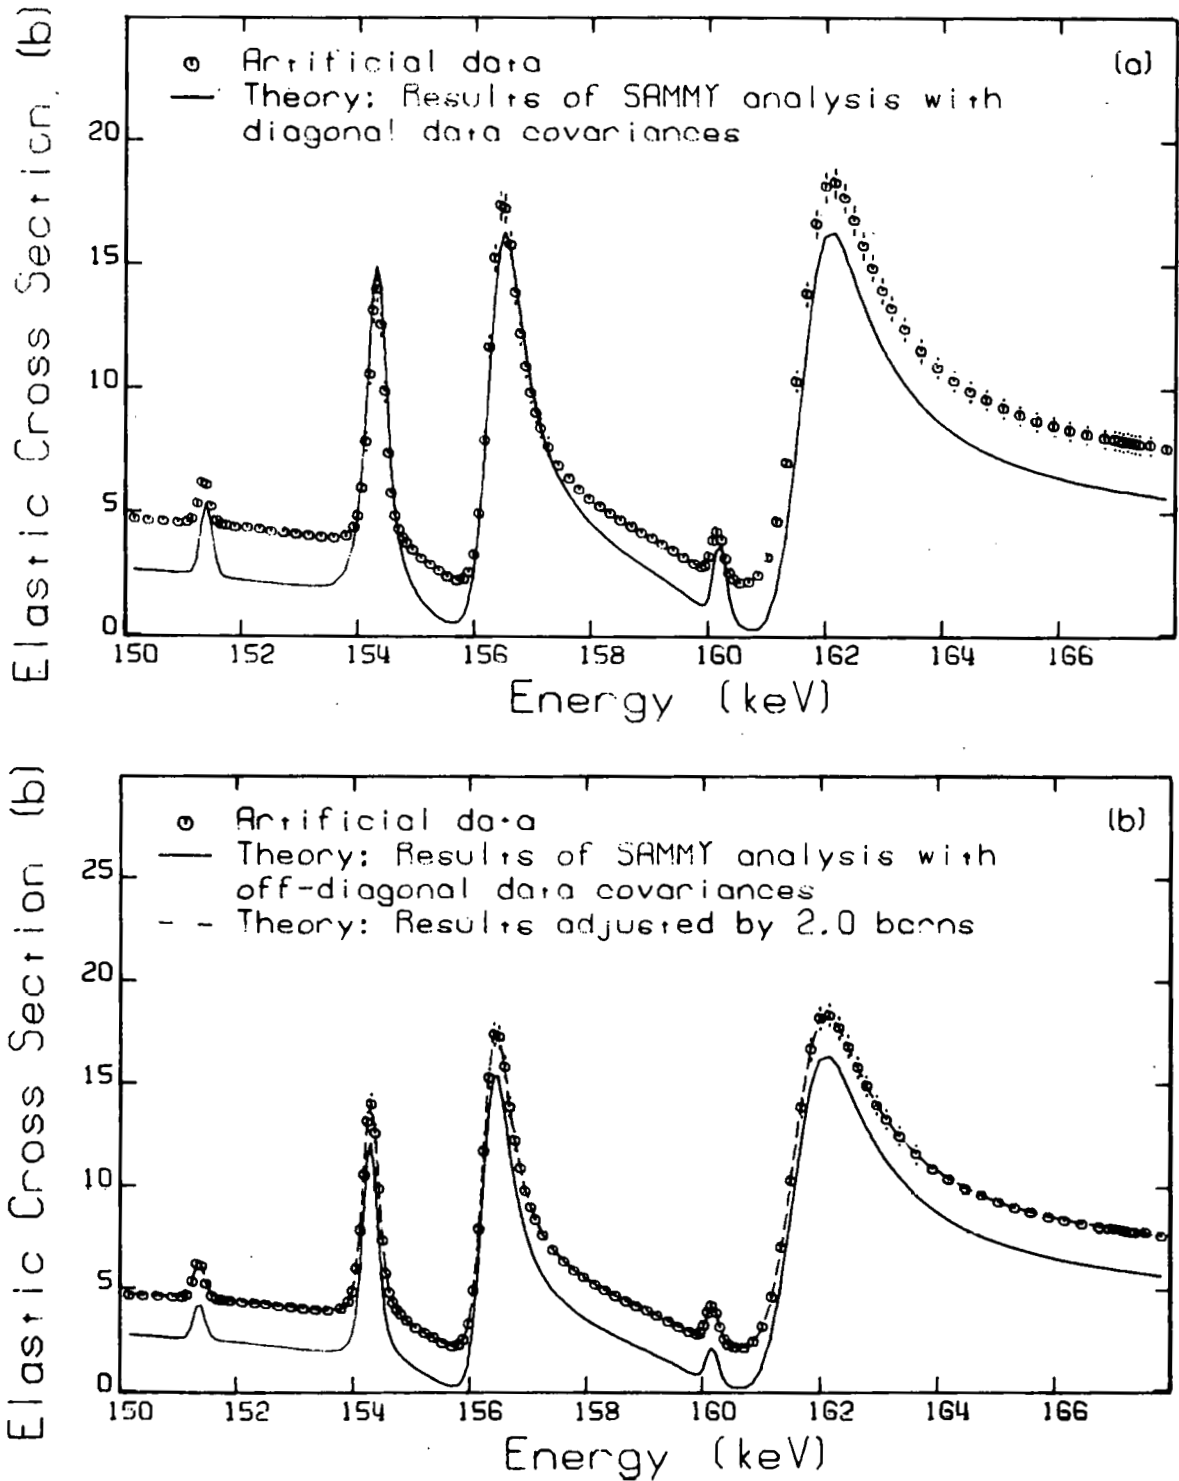 (a)
Artificial data
Theory: Results of SAMMY analysis with
diagonal data covariances
Elastic Cross Section, (b)
20
15
10
5
0
150 152 154 156 158 160 162 164 166
Energy (keV)
(b)
Artificial data
Theory: Results of SAMMY analysis with
off-diagonal data covariances
Theory: Results adjusted by 2.0 barns
Elastic Cross Section (b)
25
20
15
10
5
0
150 152 154 156 158 160 162 164 166
Energy (keV)